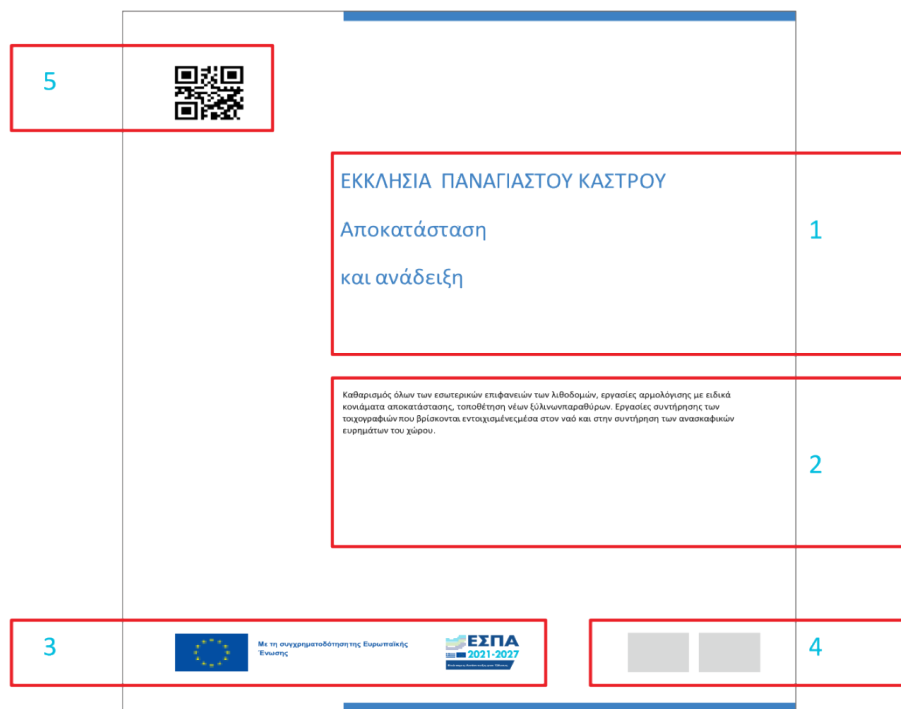 5
ΕΚΚΛΗΣΙΑ ΠΑΝΑΓΙΑΣΤΟΥ ΚΑΣΤΡΟΥ
Αποκατάσταση
1
και ανάδειξη
Καθαρισμός όλων των εσωτερικών επιφανειών των λιθοδομών, εργασίες αρμολόγισης με ειδικά
κονιάματα αποκατάστασης, τοποθέτηση νέων ξύλινωνπαραθύρων. Εργασίες συντήρησης των
τοιχογραφιών που βρίσκονται εντοιχισμένεςμέσα στον ναό και στην συντήρηση των ανασκαφικών
ευρημάτων του χώρου.
2
3
Με τη συγχρηματοδότηση της Ευρωπαϊκής
Ένωσης
ΕΣΠΑ
2021-2027
4